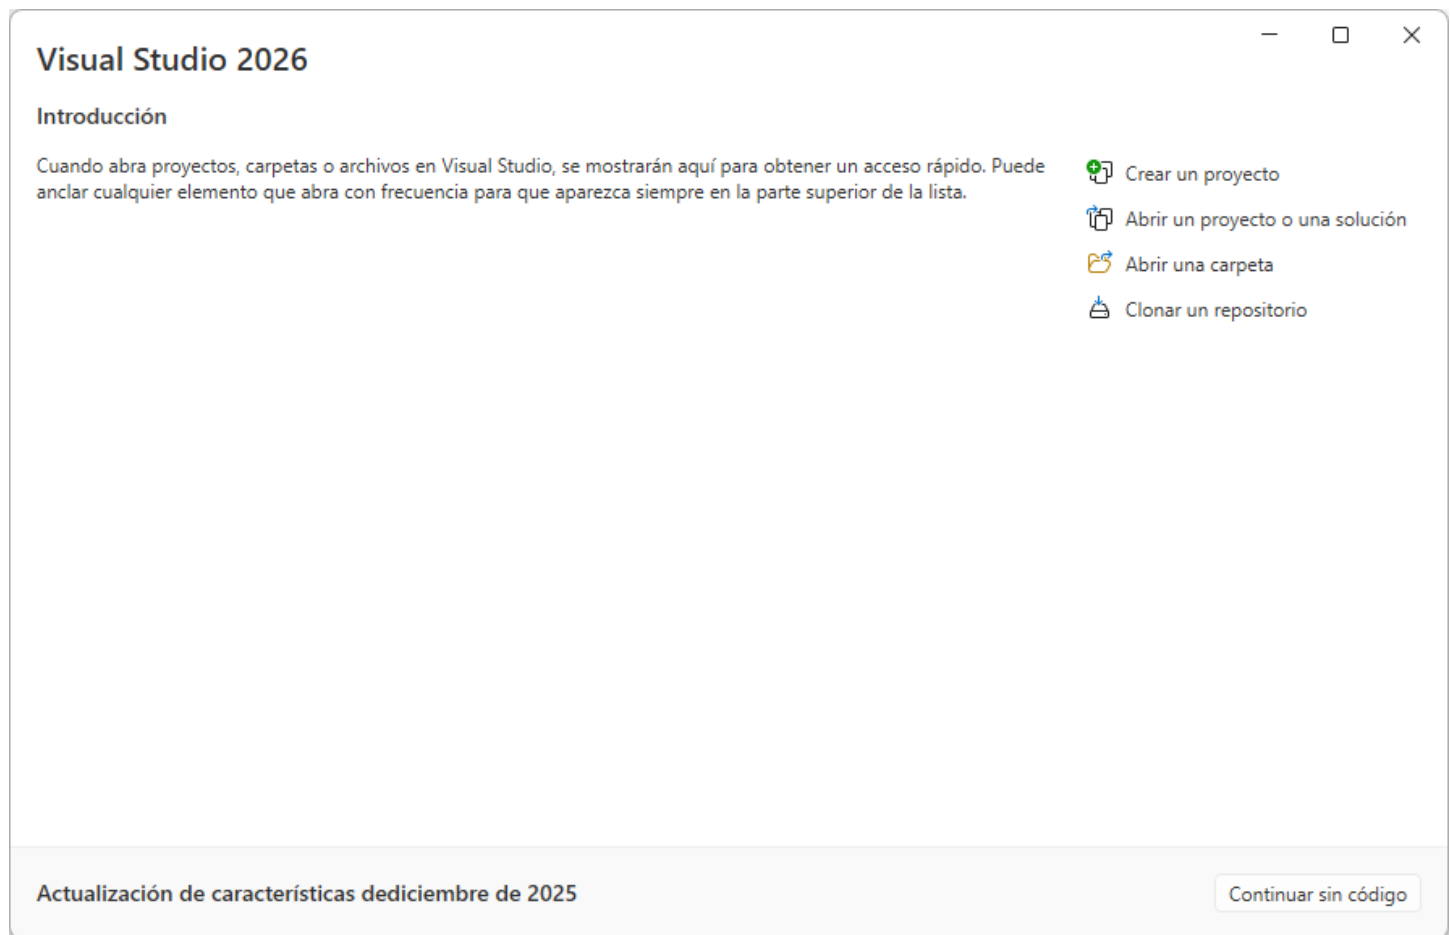 Visual Studio 2026
Introducción
Cuando abra proyectos, carpetas o archivos en Visual Studio, se mostrarán aquí para obtener un acceso rápido. Puede
anclar cualquier elemento que abra con frecuencia para que aparezca siempre en la parte superior de la lista.
Crear un proyecto
Abrir un proyecto o una solución
Abrir una carpeta
Clonar un repositorio
Actualización de características dediciembre de 2025
Continuar sin código